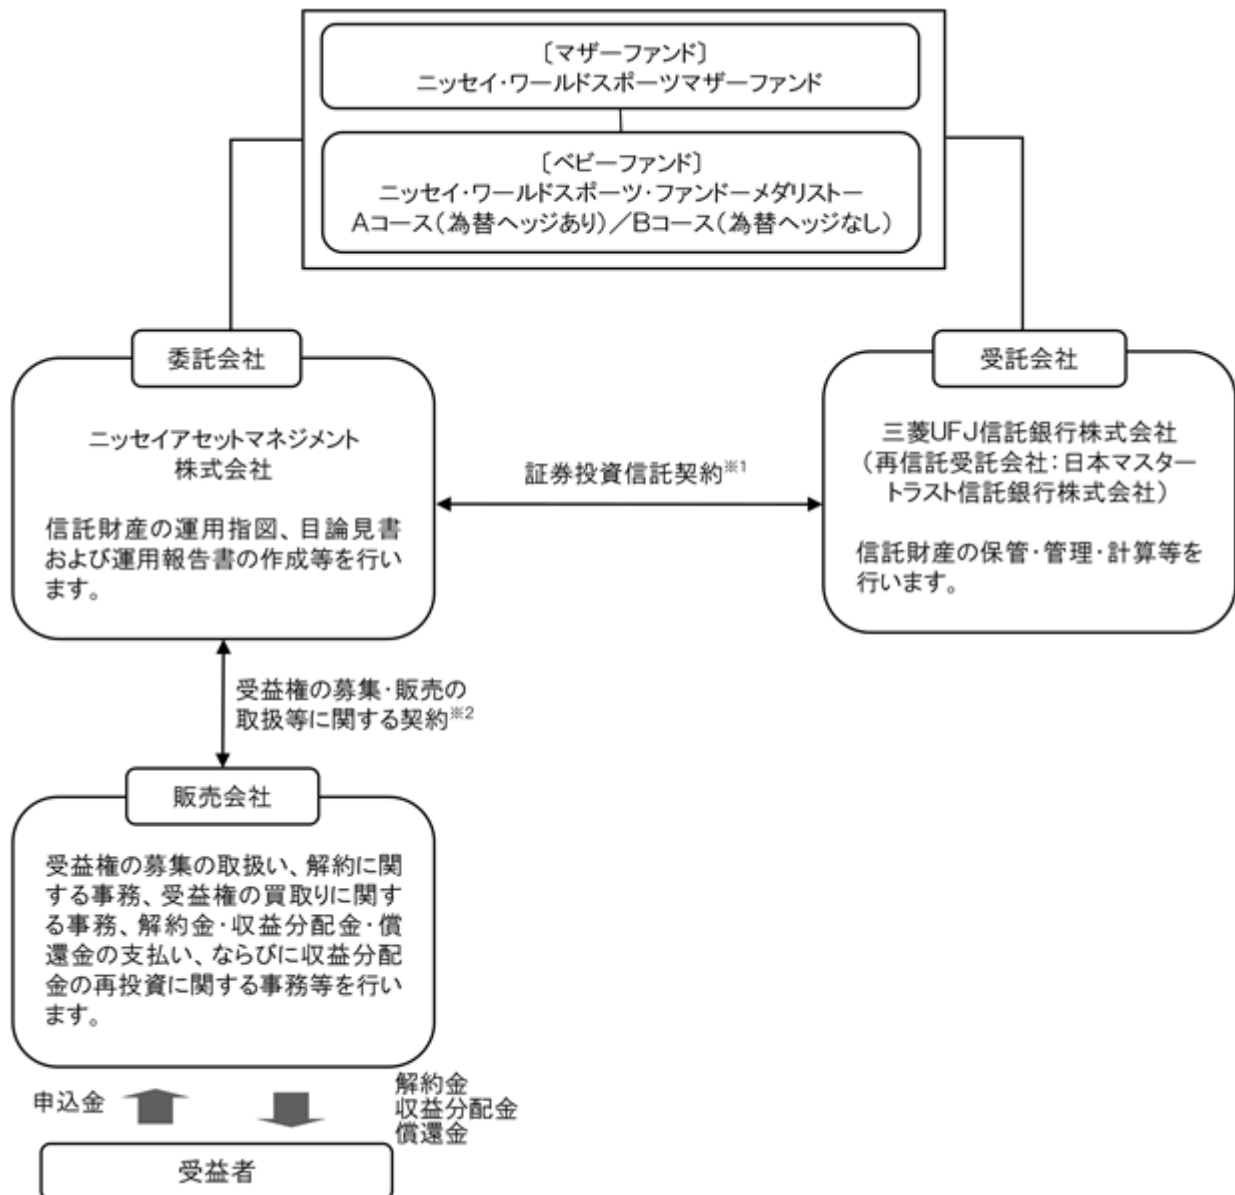 〔マザーファンド〕
ニッセイ・ワールドスポーツマザーファンド
〔ベビーファンド〕
ニッセイ・ワールドスポーツ・ファンドーメダリストー
Aコース(為替ヘッジあり)/Bコース(為替ヘッジなし)
委託会社
ニッセイアセットマネジメント
株式会社
信託財産の運用指図、目論見書
および運用報告書の作成等を行い
ます。
証券投資信託契約※1
受託会社
三菱UFJ信託銀行株式会社
(再信託受託会社:日本マスター
トラスト信託銀行株式会社)
信託財産の保管・管理・計算等を
行います。
受益権の募集・販売の
取扱等に関する契約※2
販売会社
受益権の募集の取扱い、解約に関
する事務、受益権の買取りに関す
る事務、解約金・収益分配金・償
還金の支払い、ならびに収益分配
金の再投資に関する事務等を行い
ます。
申込金
解約金
収益分配金
償還金
受益者